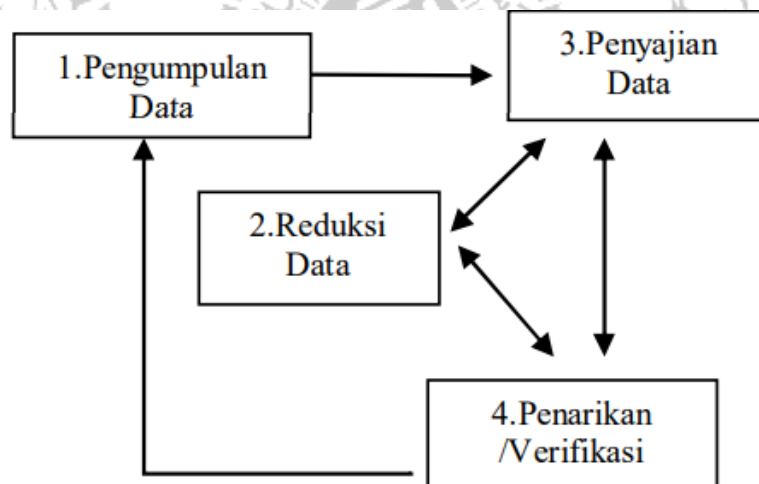 1.Pengumpulan
Data
3.Penyajian
Data
2.Reduksi
Data
4.Penarikan
/Verifikasi